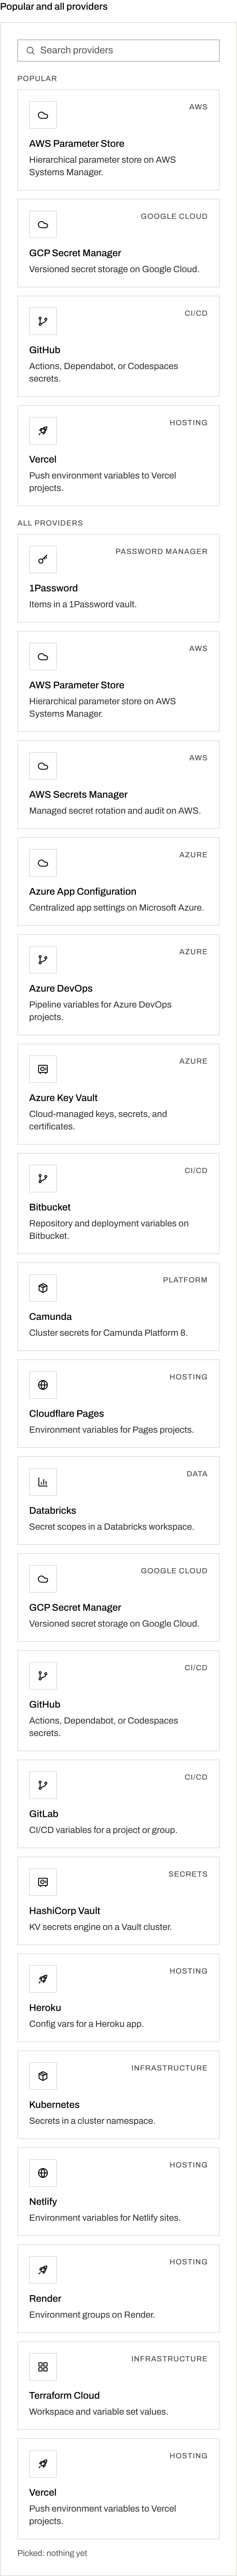 Popular and all providers
Search providers
POPULAR
AWS
AWS Parameter Store
Hierarchical parameter store on AWS
Systems Manager.
GOOGLE CLOUD
GCP Secret Manager
Versioned secret storage on Google Cloud.
CI/CD
GitHub
Actions, Dependabot, or Codespaces
secrets.
HOSTING
Vercel
Push environment variables to Vercel
projects.
ALL PROVIDERS
PASSWORD MANAGER
1Password
Items in a 1Password vault.
AWS
AWS Parameter Store
Hierarchical parameter store on AWS
Systems Manager.
AWS
AWS Secrets Manager
Managed secret rotation and audit on AWS.
AZURE
Azure App Configuration
Centralized app settings on Microsoft Azure.
AZURE
Azure DevOps
Pipeline variables for Azure DevOps
projects.
AZURE
Azure Key Vault
Cloud-managed keys, secrets, and
certificates.
CI/CD
Bitbucket
Repository and deployment variables on
Bitbucket.
PLATFORM
Camunda
Cluster secrets for Camunda Platform 8.
HOSTING
Cloudflare Pages
Environment variables for Pages projects.
DATA
Databricks
Secret scopes in a Databricks workspace.
GOOGLE CLOUD
GCP Secret Manager
Versioned secret storage on Google Cloud.
CI/CD
GitHub
Actions, Dependabot, or Codespaces
secrets.
CI/CD
GitLab
CI/CD variables for a project or group.
SECRETS
HashiCorp Vault
KV secrets engine on a Vault cluster.
HOSTING
Heroku
Config vars for a Heroku app.
INFRASTRUCTURE
Kubernetes
Secrets in a cluster namespace.
HOSTING
Netlify
Environment variables for Netlify sites.
HOSTING
Render
Environment groups on Render.
INFRASTRUCTURE
Terraform Cloud
Workspace and variable set values.
HOSTING
Vercel
Push environment variables to Vercel
projects.
Picked: nothing yet